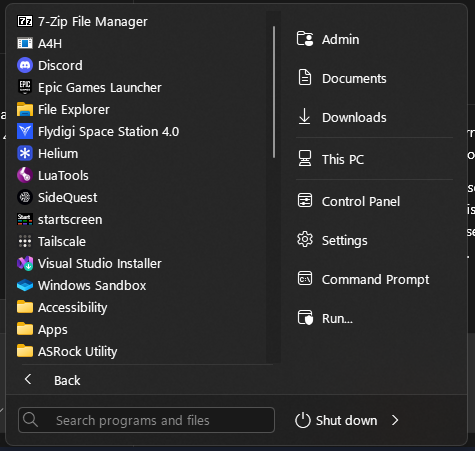 7-Zip File Manager
A4H
Discord
Epic Games Launcher
File Explorer
Flydigi Space Station 4.0
Helium
LuaTools
SideQuest
startscreen
Tailscale
Visual Studio Installer
Windows Sandbox
Accessibility
Apps
ASRock Utility
Back
Search programs and files
Admin
Documents
Downloads
This PC
Control Panel
Settings
Command Prompt
Run...
Shut down